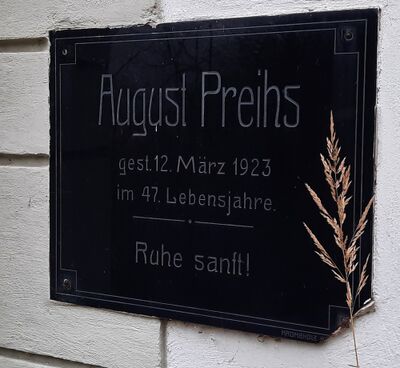 August Preihs
gest. 12. März 1923
im 47. Lebensjahre.
Ruhe sanft!